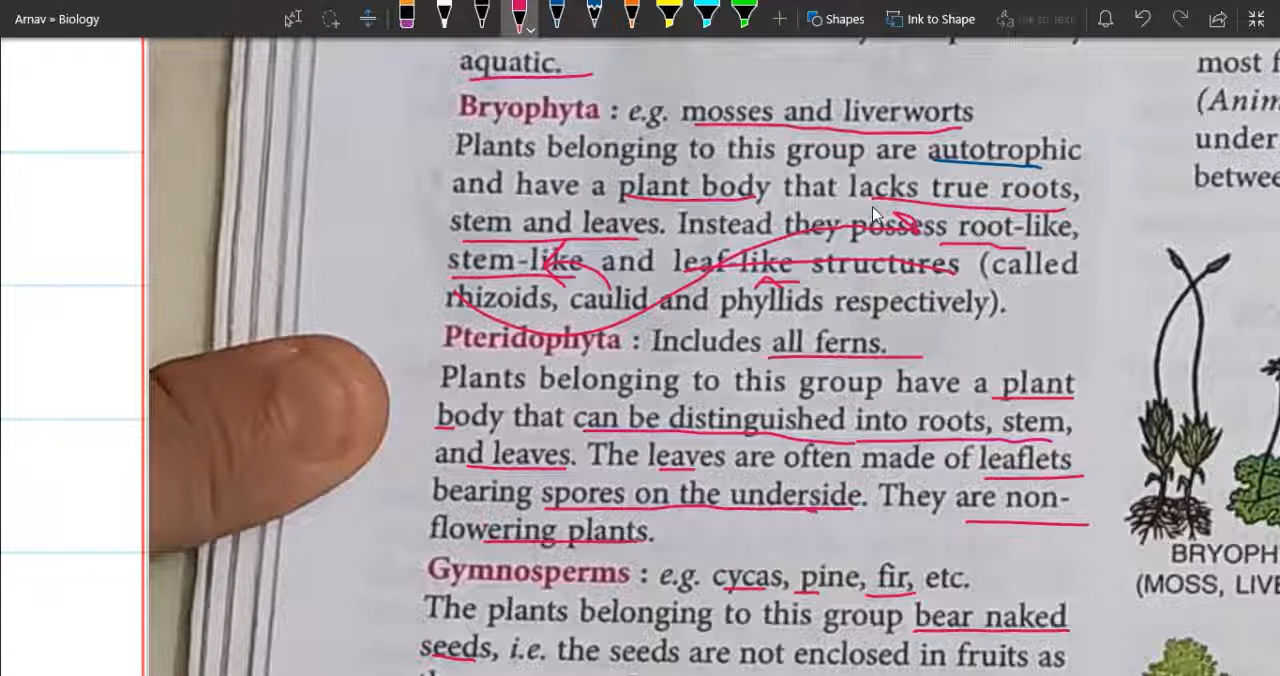 Arnav » Biology
Shapes
Ink to Shape
Ink to Text
aquatic.
Bryophyta : e.g. mosses and liverworts
Plants belonging to this group are autotrophic
and have a plant body that lacks true roots,
stem and leaves. Instead they possess root-like,
stem-like and leaf-like structures (called
rhizoids, caulid and phyllids respectively).
Pteridophyta : Includes all ferns.
Plants belonging to this group have a plant
body that can be distinguished into roots, stem,
and leaves. The leaves are often made of leaflets
bearing spores on the underside. They are non-
flowering plants.
Gymnosperms : e.g. cycas, pine, fir, etc.
The plants belonging to this group bear naked
seeds, i.e. the seeds are not enclosed in fruits as
most f
(Anim
under
betwee
BRYOPH
(MOSS, LIVE